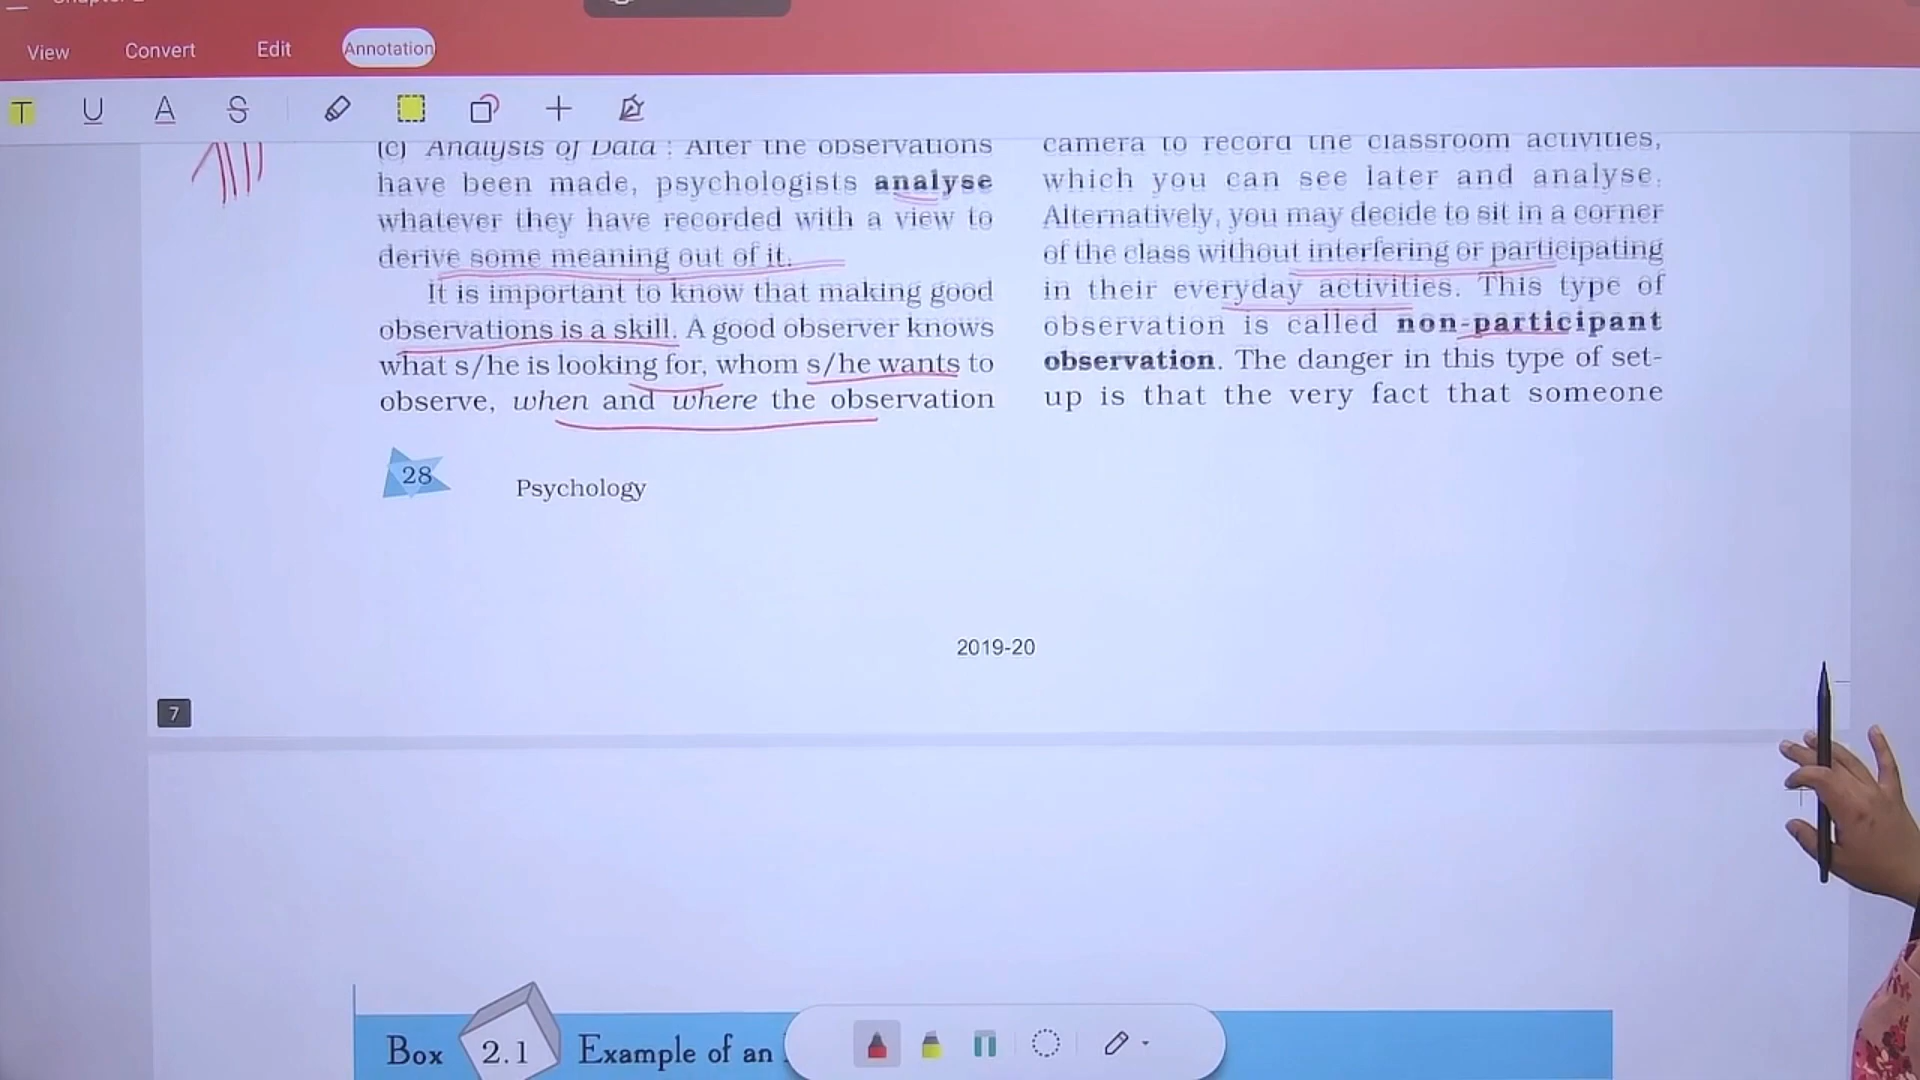 View Convert Edit Annotation
T U A S
(c) Analysis of Data : After the observations
have been made, psychologists analyse
whatever they have recorded with a view to
derive some meaning out of it.
It is important to know that making good
observations is a skill. A good observer knows
what s/he is looking for, whom s/he wants to
observe, when and where the observation
camera to record the classroom activities,
which you can see later and analyse.
Alternatively, you may decide to sit in a corner
of the class without interfering or participating
in their everyday activities. This type of
observation is called non-participant
observation. The danger in this type of set-
up is that the very fact that someone
28
Psychology
2019-20
7
Box 2.1 Example of an